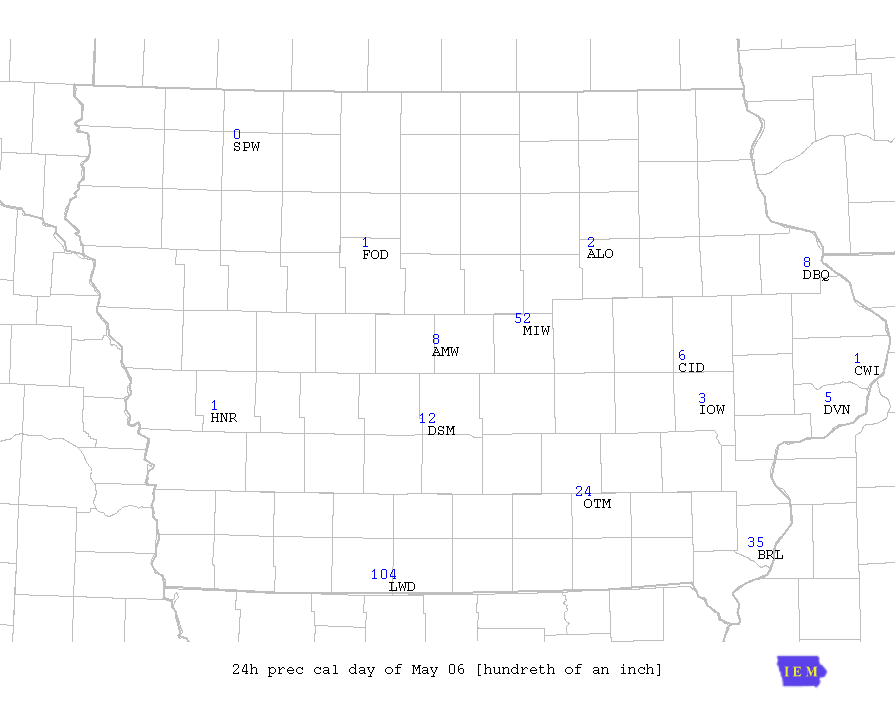 0
SPW
1
FOD
2
ALO
8
DBQ
52
MIW
8
AMW
6
CID
1
CWI
1
HNR
3
IOW
5
DVN
12
DSM
24
OTM
35
BRL
104
LWD
24h prec cal day of May 06 [hundreth of an inch]
IEM